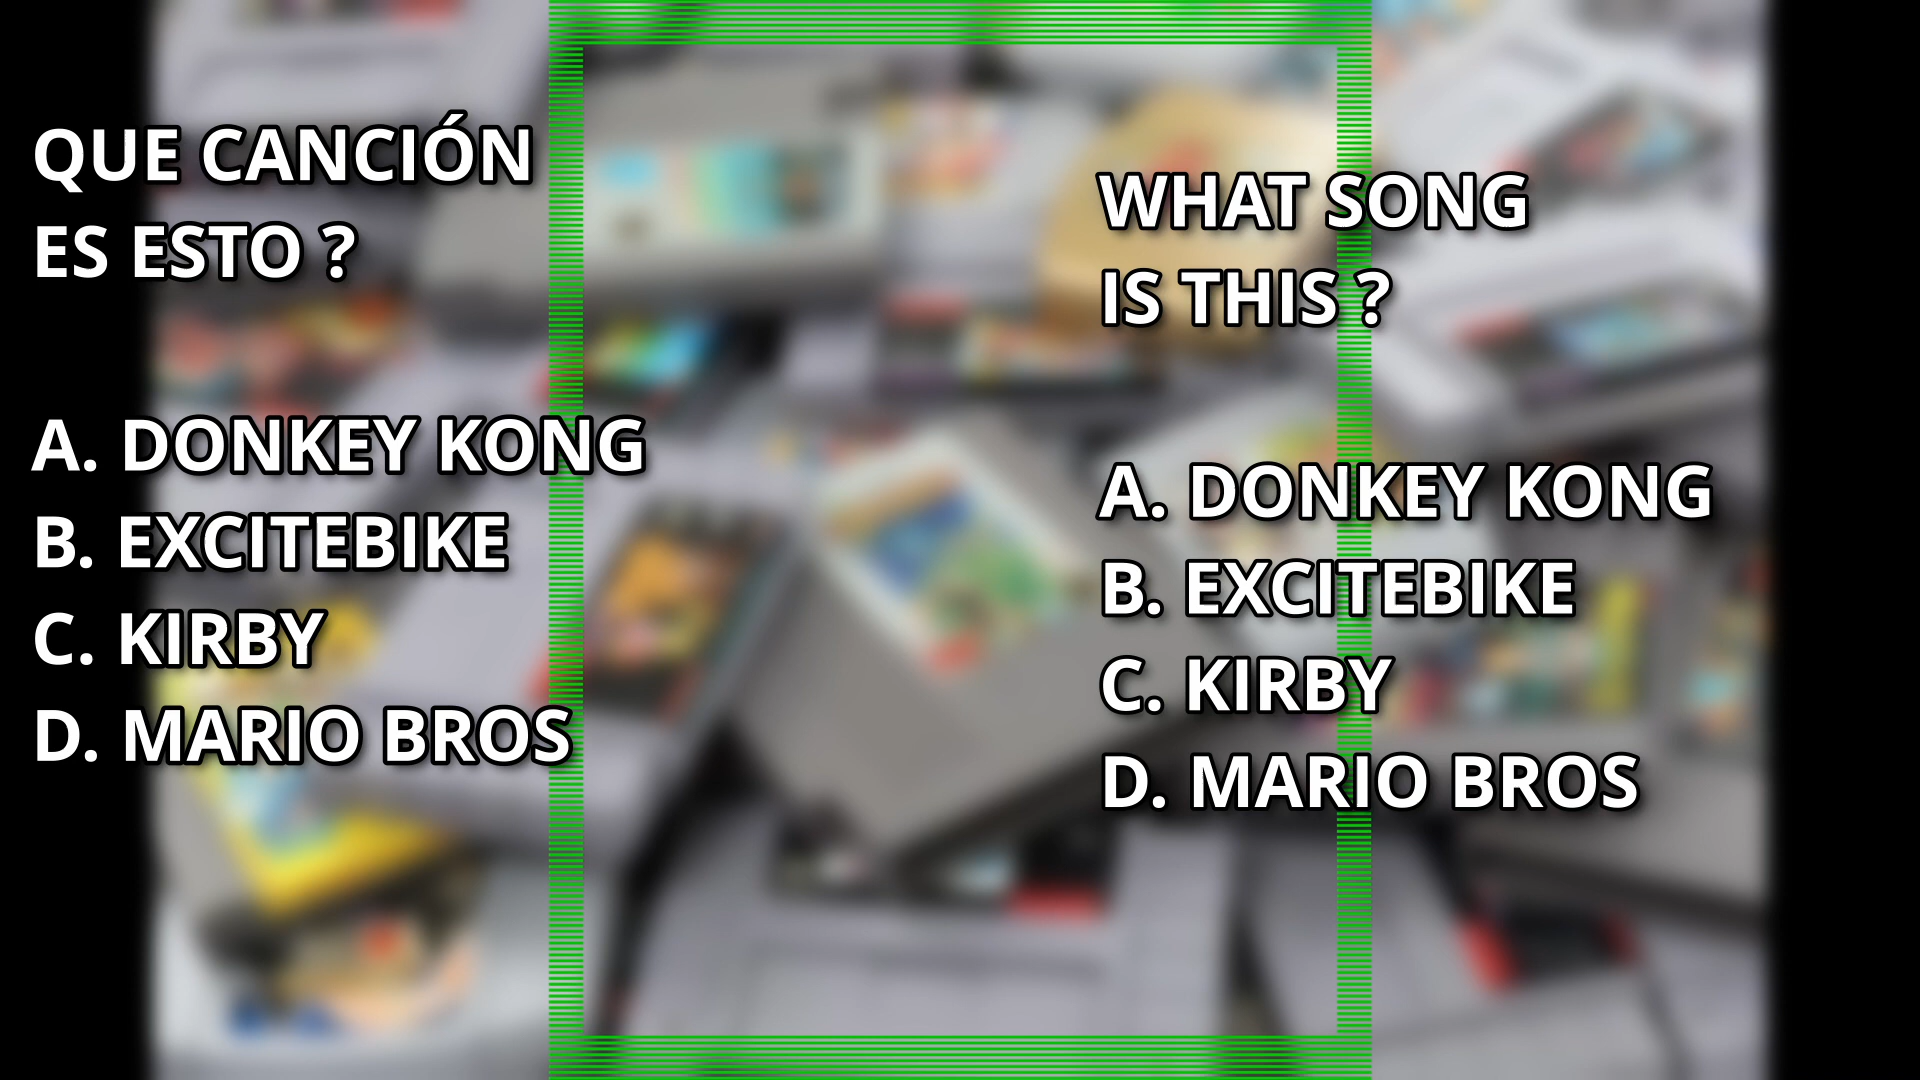 QUE CANCIÓN
ES ESTO ?
A. DONKEY KONG
B. EXCITEBIKE
C. KIRBY
D. MARIO BROS
WHAT SONG
IS THIS ?
A. DONKEY KONG
B. EXCITEBIKE
C. KIRBY
D. MARIO BROS